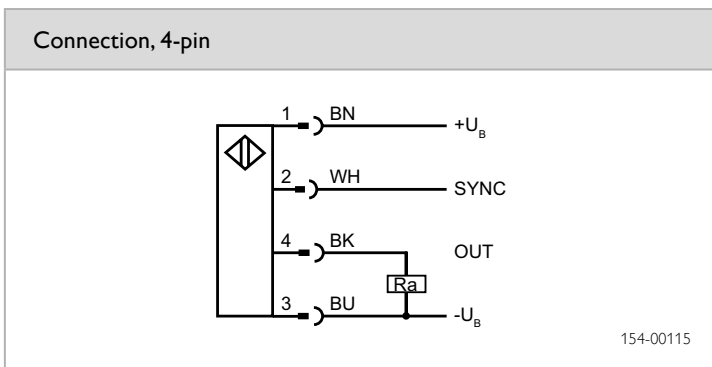 Connection, 4-pin
1 BN +U_B
2 WH SYNC
4 BK OUT
Ra
3 BU -U_B
154-00115